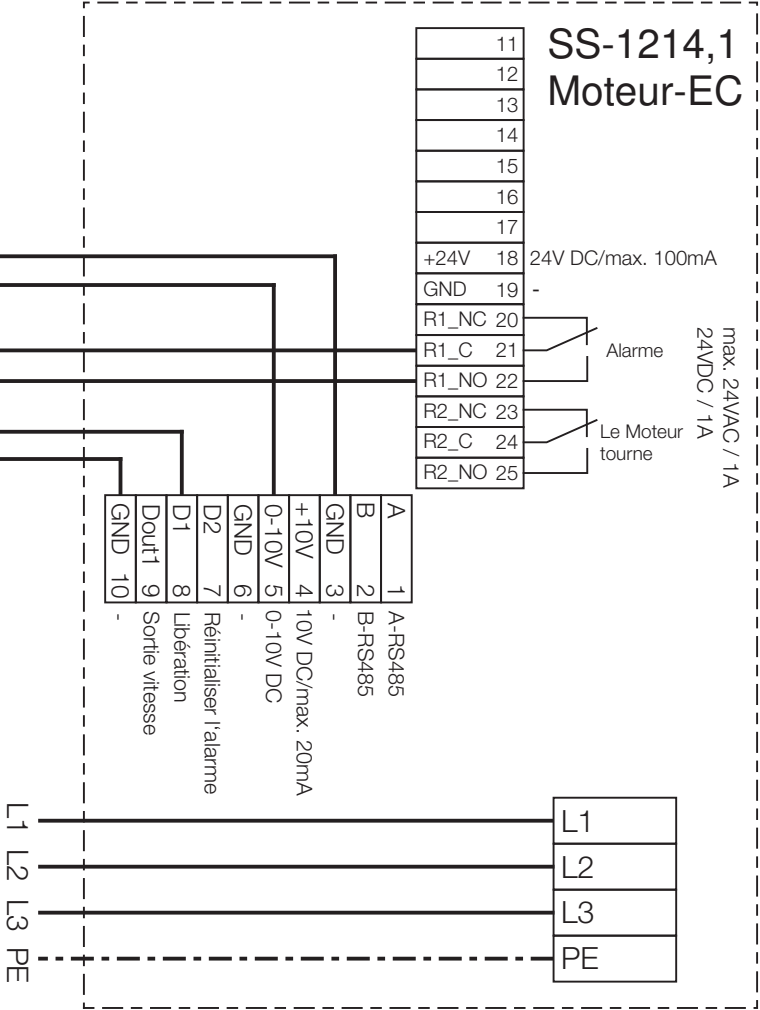 SS-1214,1
Moteur-EC
11
12
13
14
15
16
17
+24V 18 24V DC/max. 100mA
GND 19 -
R1_NC 20
R1_C 21
R1_NO 22
Alarme
R2_NC 23
R2_C 24
R2_NO 25
Le Moteur
tourne
max. 24VAC / 1A
24VDC / 1A
A 1 A-RS485
B 2 B-RS485
GND 3 -
+10V 4 10V DC/max. 20mA
0-10V 5 0-10V DC
GND 6 -
D2 7 Réinitialiser l'alarme
D1 8 Libération
Dout1 9 Sortie vitesse
GND 10 -
L1 L1
L2 L2
L3 L3
PE PE